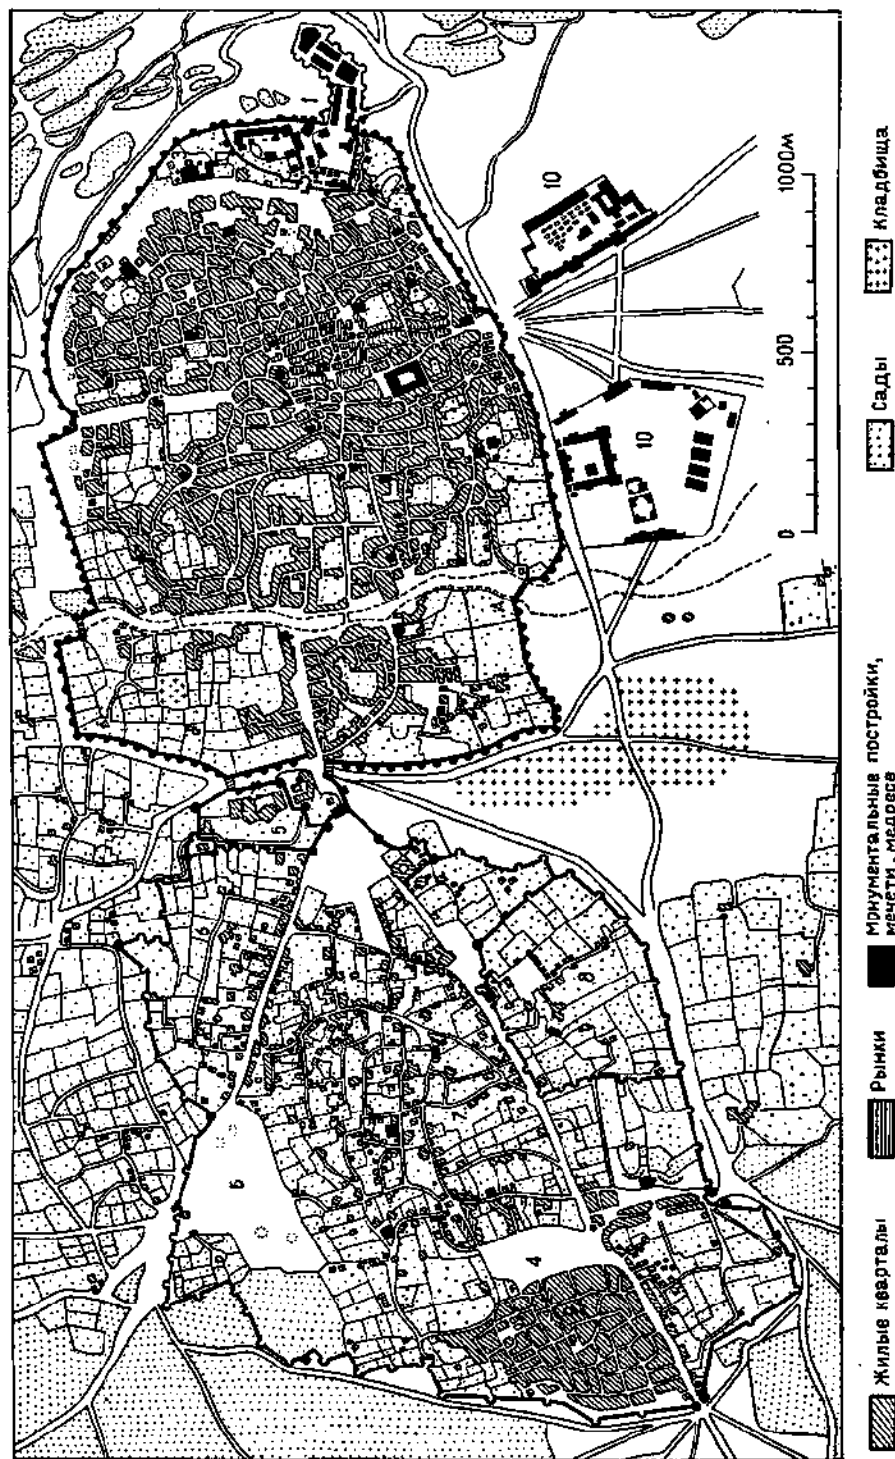 1
10
10
А
5
6
Б
7
8
4
0 500 1000м
Жилые кварталы
Рынки
Монументальные постройки,
мечети, медресе
Сады
Кладбища